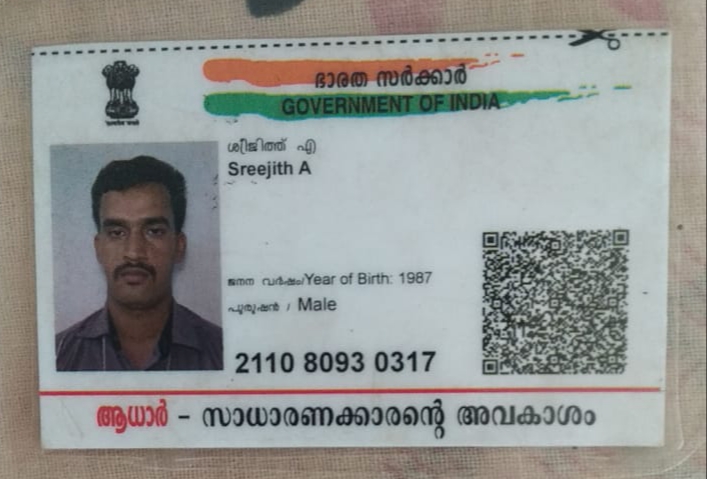 ഭാരത സർക്കാർ
GOVERNMENT OF INDIA
ശ്രീജിത്ത് എ
Sreejith A
ജനന വർഷം/Year of Birth: 1987
പുരുഷൻ / Male
2110 8093 0317
ആധാർ - സാധാരണക്കാരന്റെ അവകാശം